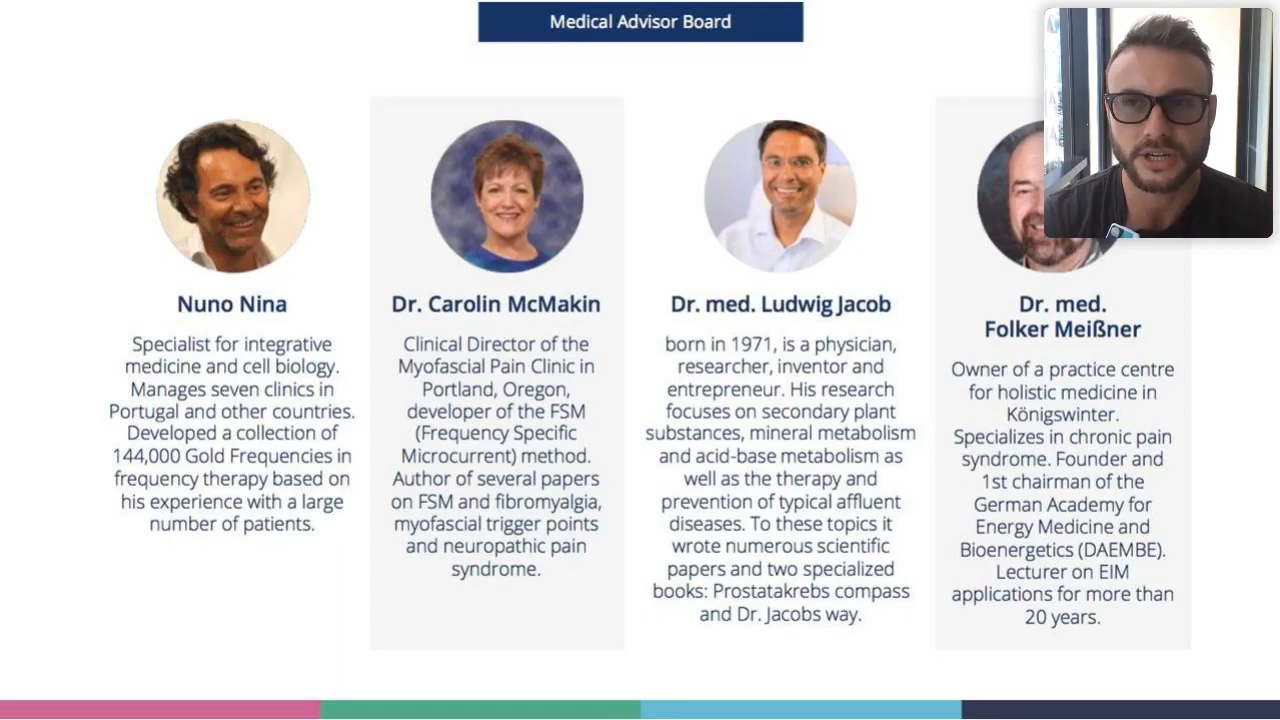 Medical Advisor Board
Nuno Nina
Specialist for integrative
medicine and cell biology.
Manages seven clinics in
Portugal and other countries.
Developed a collection of
144,000 Gold Frequencies in
frequency therapy based on
his experience with a large
number of patients.
Dr. Carolin McMakin
Clinical Director of the
Myofascial Pain Clinic in
Portland, Oregon,
developer of the FSM
(Frequency Specific
Microcurrent) method.
Author of several papers
on FSM and fibromyalgia,
myofascial trigger points
and neuropathic pain
syndrome.
Dr. med. Ludwig Jacob
born in 1971, is a physician,
researcher, inventor and
entrepreneur. His research
focuses on secondary plant
substances, mineral metabolism
and acid-base metabolism as
well as the therapy and
prevention of typical affluent
diseases. To these topics it
wrote numerous scientific
papers and two specialized
books: Prostatakrebs compass
and Dr. Jacobs way.
Dr. med.
Folker Meißner
Owner of a practice centre
for holistic medicine in
Königswinter.
Specializes in chronic pain
syndrome. Founder and
1st chairman of the
German Academy for
Energy Medicine and
Bioenergetics (DAEMBE).
Lecturer on EIM
applications for more than
20 years.